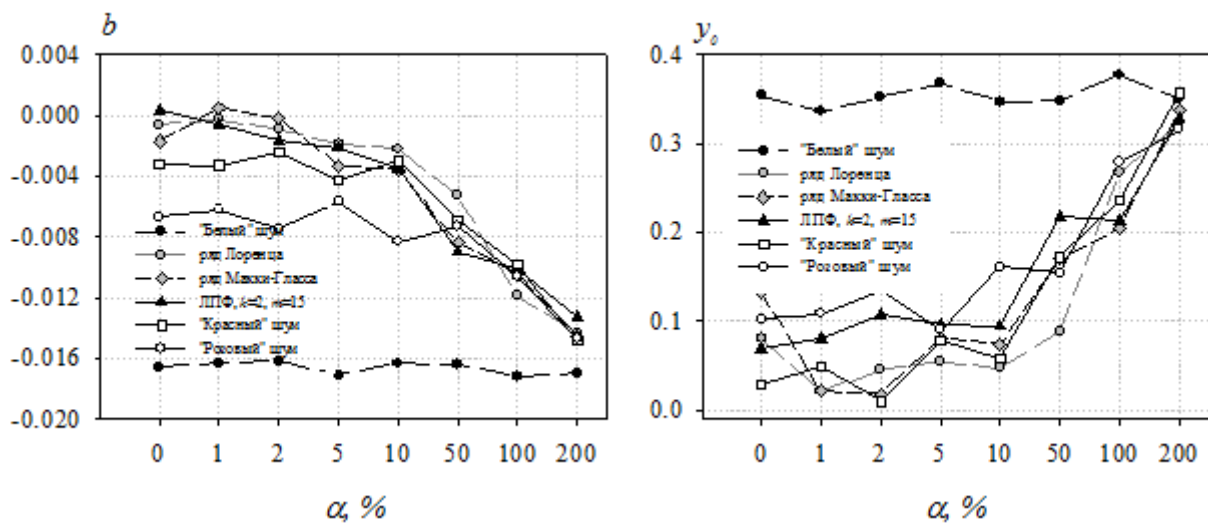 b
0.004
0.000
-0.004
-0.008
-0.012
-0.016
-0.020
"Белый" шум
ряд Лоренца
ряд Макки-Гласса
ЛПФ, k=2, m=15
"Красный" шум
"Розовый" шум
0 1 2 5 10 50 100 200
α, %
y₀
0.4
0.3
0.2
0.1
0.0
"Белый" шум
ряд Лоренца
ряд Макки-Гласса
ЛПФ, k=2, m=15
"Красный" шум
"Розовый" шум
0 1 2 5 10 50 100 200
α, %